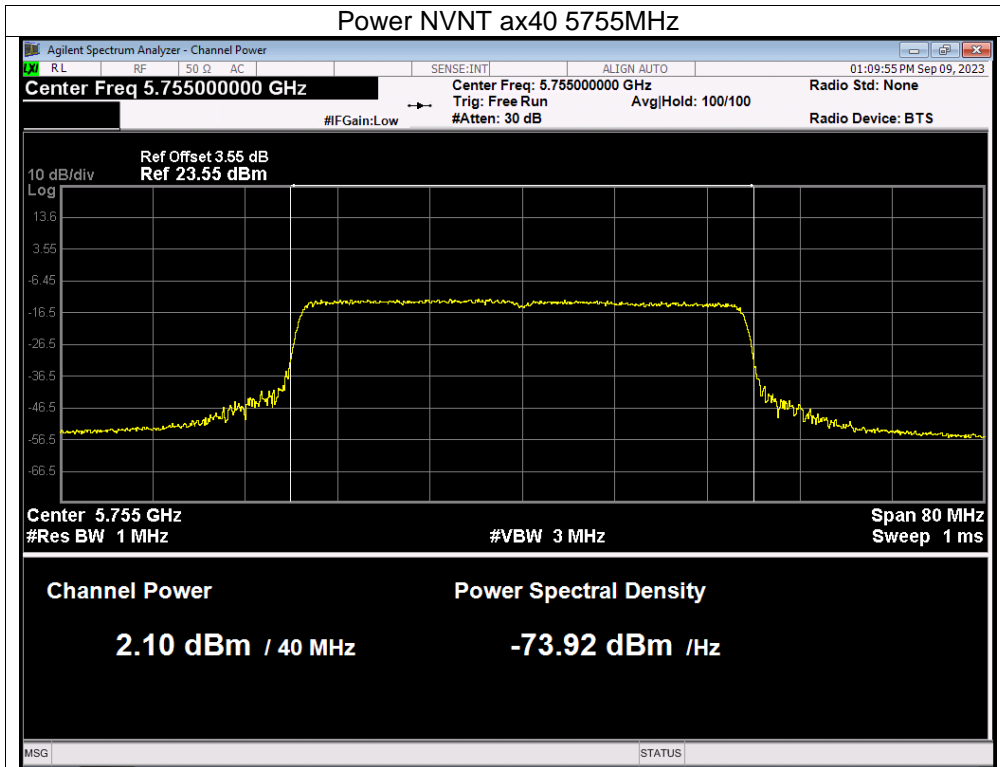 Power NVNT ax40 5755MHz
Agilent Spectrum Analyzer - Channel Power
LXI RL RF 50 Ω AC SENSE:INT ALIGN AUTO 01:09:55 PM Sep 09, 2023
Center Freq 5.755000000 GHz Center Freq: 5.755000000 GHz Radio Std: None
Trig: Free Run Avg|Hold: 100/100
#IFGain:Low #Atten: 30 dB Radio Device: BTS
Ref Offset 3.55 dB
10 dB/div Ref 23.55 dBm
Log
13.6
3.55
-6.45
-16.5
-26.5
-36.5
-46.5
-56.5
-66.5
Center 5.755 GHz Span 80 MHz
#Res BW 1 MHz #VBW 3 MHz Sweep 1 ms
Channel Power Power Spectral Density
2.10 dBm / 40 MHz -73.92 dBm /Hz
MSG STATUS